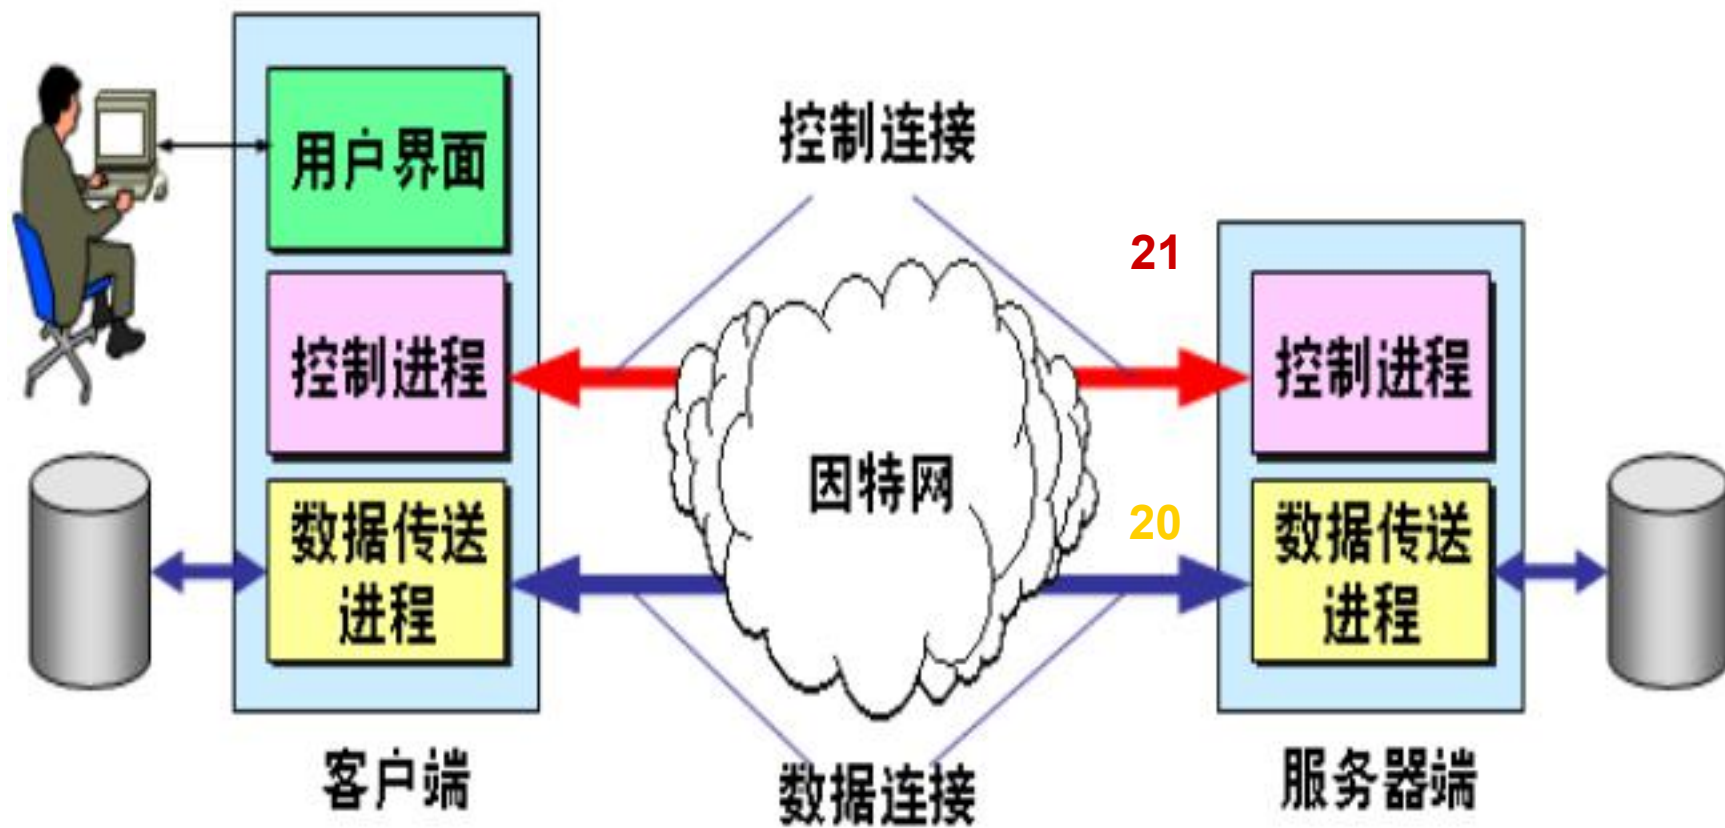 用户界面
控制连接
21
控制进程
控制进程
因特网
20
数据传送
进程
数据传送
进程
客户端
数据连接
服务器端